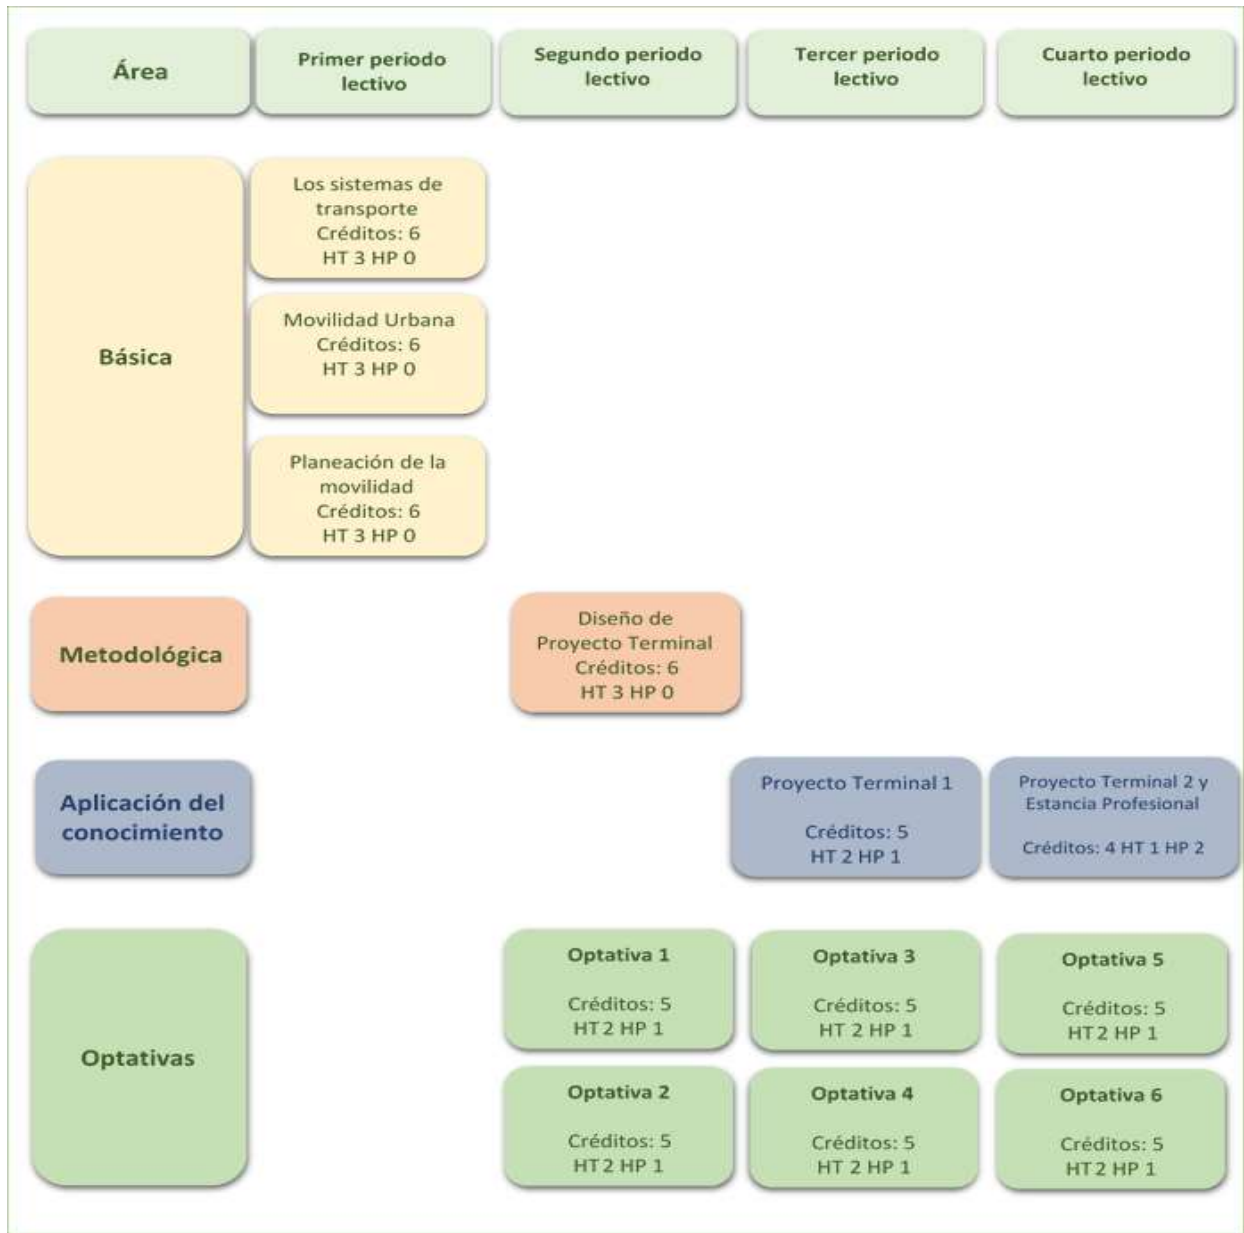 Área
Primer periodo
lectivo
Segundo periodo
lectivo
Tercer periodo
lectivo
Cuarto periodo
lectivo
Básica
Los sistemas de
transporte
Créditos: 6
HT 3 HP 0
Movilidad Urbana
Créditos: 6
HT 3 HP 0
Planeación de la
movilidad
Créditos: 6
HT 3 HP 0
Metodológica
Diseño de
Proyecto Terminal
Créditos: 6
HT 3 HP 0
Aplicación del
conocimiento
Proyecto Terminal 1
Créditos: 5
HT 2 HP 1
Proyecto Terminal 2 y
Estancia Profesional
Créditos: 4 HT 1 HP 2
Optativas
Optativa 1
Créditos: 5
HT 2 HP 1
Optativa 3
Créditos: 5
HT 2 HP 1
Optativa 5
Créditos: 5
HT 2 HP 1
Optativa 2
Créditos: 5
HT 2 HP 1
Optativa 4
Créditos: 5
HT 2 HP 1
Optativa 6
Créditos: 5
HT 2 HP 1